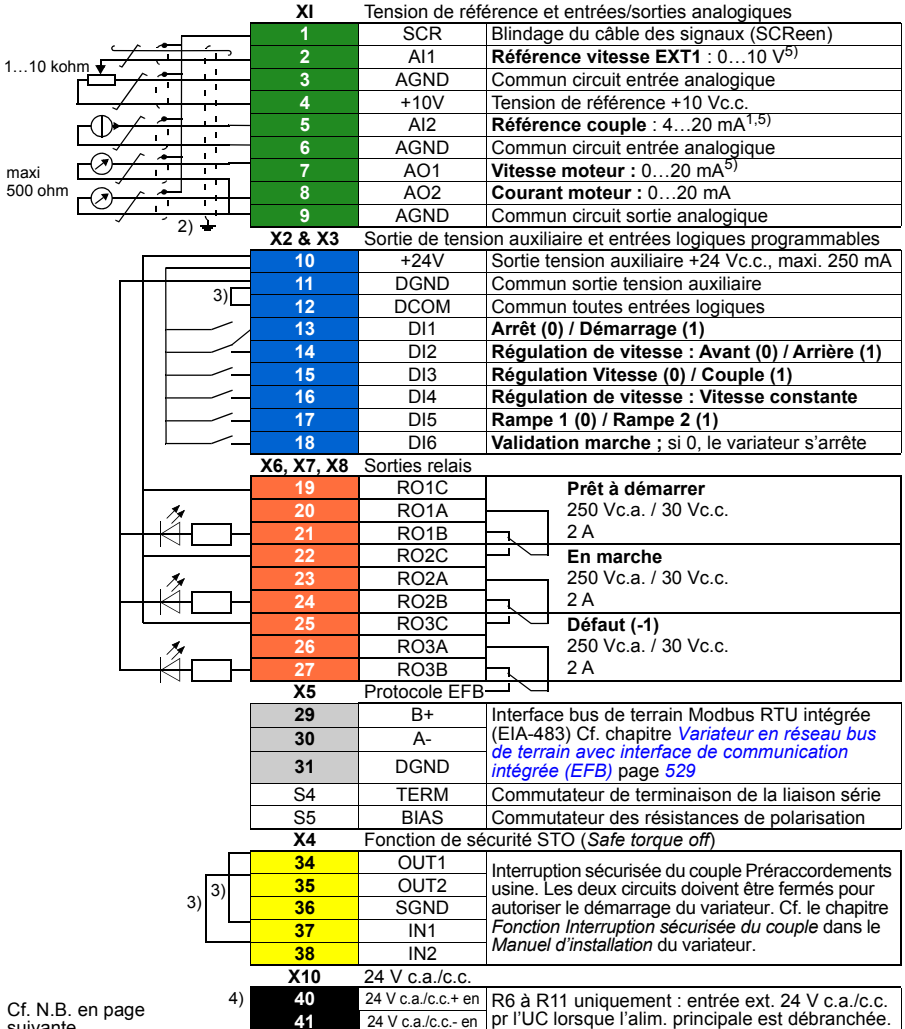 XI Tension de référence et entrées/sorties analogiques
1 SCR Blindage du câble des signaux (SCReen)
2 AI1 Référence vitesse EXT1 : 0…10 V5)
1…10 kohm
3 AGND Commun circuit entrée analogique
4 +10V Tension de référence +10 Vc.c.
5 AI2 Référence couple : 4…20 mA1,5)
6 AGND Commun circuit entrée analogique
7 AO1 Vitesse moteur : 0…20 mA5)
maxi
500 ohm
8 AO2 Courant moteur : 0…20 mA
9 AGND Commun circuit sortie analogique
2)
X2 & X3 Sortie de tension auxiliaire et entrées logiques programmables
10 +24V Sortie tension auxiliaire +24 Vc.c., maxi. 250 mA
11 DGND Commun sortie tension auxiliaire
3)
12 DCOM Commun toutes entrées logiques
13 DI1 Arrêt (0) / Démarrage (1)
14 DI2 Régulation de vitesse : Avant (0) / Arrière (1)
15 DI3 Régulation Vitesse (0) / Couple (1)
16 DI4 Régulation de vitesse : Vitesse constante
17 DI5 Rampe 1 (0) / Rampe 2 (1)
18 DI6 Validation marche ; si 0, le variateur s’arrête
X6, X7, X8 Sorties relais
19 RO1C Prêt à démarrer
20 RO1A 250 Vc.a. / 30 Vc.c.
21 RO1B 2 A
22 RO2C En marche
23 RO2A 250 Vc.a. / 30 Vc.c.
24 RO2B 2 A
25 RO3C Défaut (-1)
26 RO3A 250 Vc.a. / 30 Vc.c.
27 RO3B 2 A
X5 Protocole EFB
29 B+ Interface bus de terrain Modbus RTU intégrée
30 A- (EIA-483) Cf. chapitre Variateur en réseau bus
de terrain avec interface de communication
31 DGND intégrée (EFB) page 529
S4 TERM Commutateur de terminaison de la liaison série
S5 BIAS Commutateur des résistances de polarisation
X4 Fonction de sécurité STO (Safe torque off)
34 OUT1 Interruption sécurisée du couple Préraccordements
35 OUT2 usine. Les deux circuits doivent être fermés pour
3) 3)
36 SGND autoriser le démarrage du variateur. Cf. le chapitre
37 IN1 Fonction Interruption sécurisée du couple dans le
38 IN2 Manuel d’installation du variateur.
X10 24 V c.a./c.c.
4) 40 24 V c.a./c.c.+ en R6 à R11 uniquement : entrée ext. 24 V c.a./c.c.
41 24 V c.a./c.c.- en pr l’UC lorsque l’alim. principale est débranchée.
Cf. N.B. en page
suivante